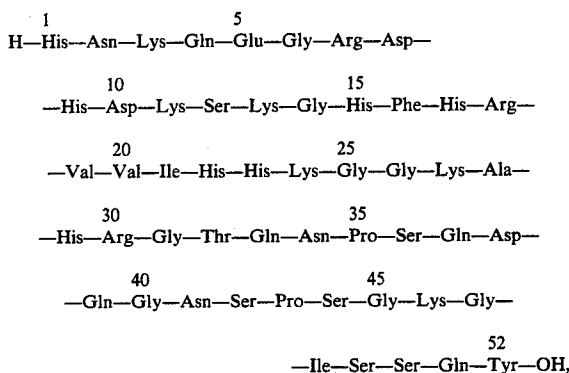 1 5
H—His—Asn—Lys—Gln—Glu—Gly—Arg—Asp—
10 15
—His—Asp—Lys—Ser—Lys—Gly—His—Phe—His—Arg—
20 25
—Val—Val—Ile—His—His—Lys—Gly—Gly—Lys—Ala—
30 35
—His—Arg—Gly—Thr—Gln—Asn—Pro—Ser—Gln—Asp—
40 45
—Gln—Gly—Asn—Ser—Pro—Ser—Gly—Lys—Gly—
52
—Ile—Ser—Ser—Gln—Tyr—OH,